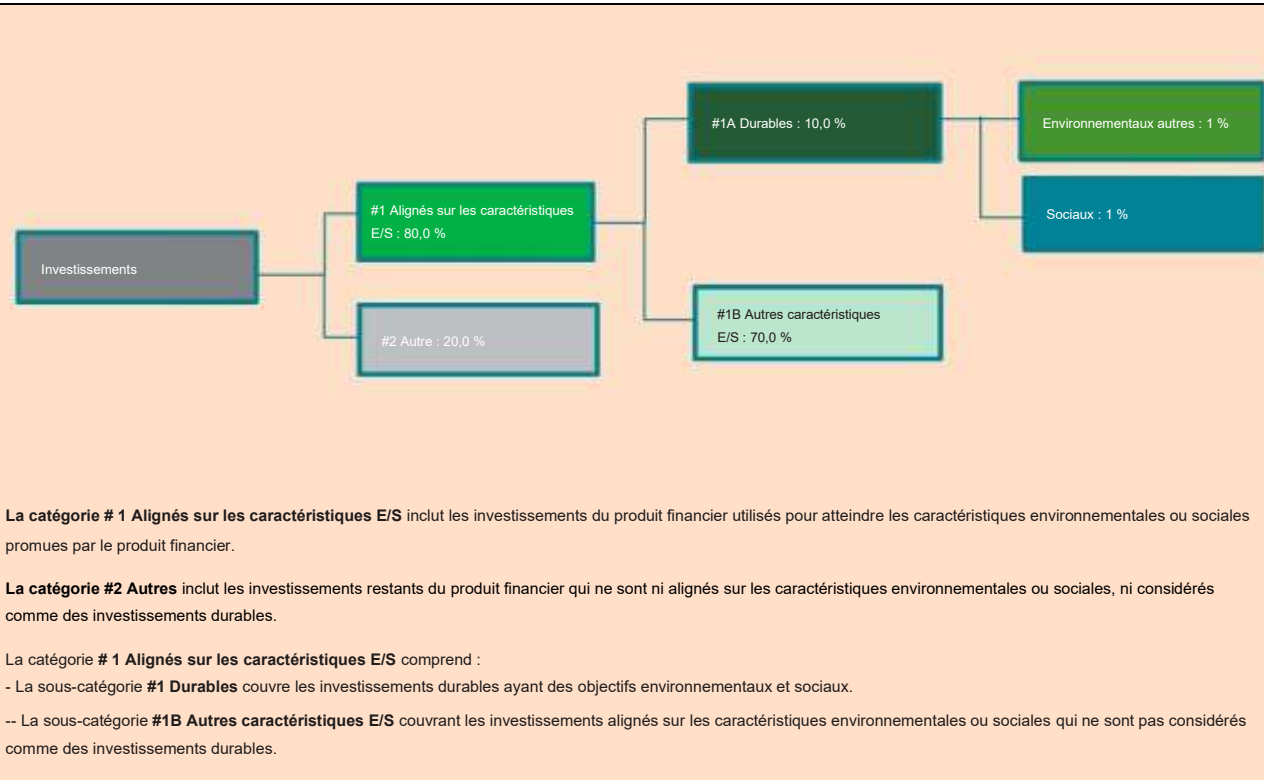 #1A Durables : 10,0 %
Environnementaux autres : 1 %
#1 Alignés sur les caractéristiques
E/S : 80,0 %
Sociaux : 1 %
Investissements
#1B Autres caractéristiques
E/S : 70,0 %
#2 Autre : 20,0 %
La catégorie # 1 Alignés sur les caractéristiques E/S inclut les investissements du produit financier utilisés pour atteindre les caractéristiques environnementales ou sociales
promues par le produit financier.
La catégorie #2 Autres inclut les investissements restants du produit financier qui ne sont ni alignés sur les caractéristiques environnementales ou sociales, ni considérés
comme des investissements durables.
La catégorie # 1 Alignés sur les caractéristiques E/S comprend :
- La sous-catégorie #1 Durables couvre les investissements durables ayant des objectifs environnementaux et sociaux.
-- La sous-catégorie #1B Autres caractéristiques E/S couvrant les investissements alignés sur les caractéristiques environnementales ou sociales qui ne sont pas considérés
comme des investissements durables.